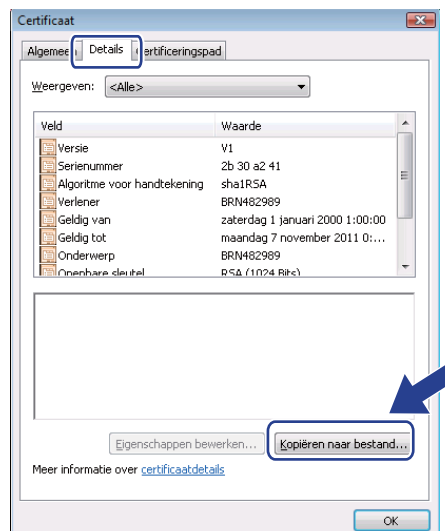 Certificaat
Algemeen Details Certificeringspad
Weergeven: <Alle>
Veld Waarde
Versie V1
Serienummer 2b 30 a2 41
Algoritme voor handtekening sha1RSA
Verlener BRN482989
Geldig van zaterdag 1 januari 2000 1:00:00
Geldig tot maandag 7 november 2011 0:...
Onderwerp BRN482989
Openbare sleutel RSA (1024 Bits)
Eigenschappen bewerken...
Kopiëren naar bestand...
Meer informatie over certificaatdetails
OK